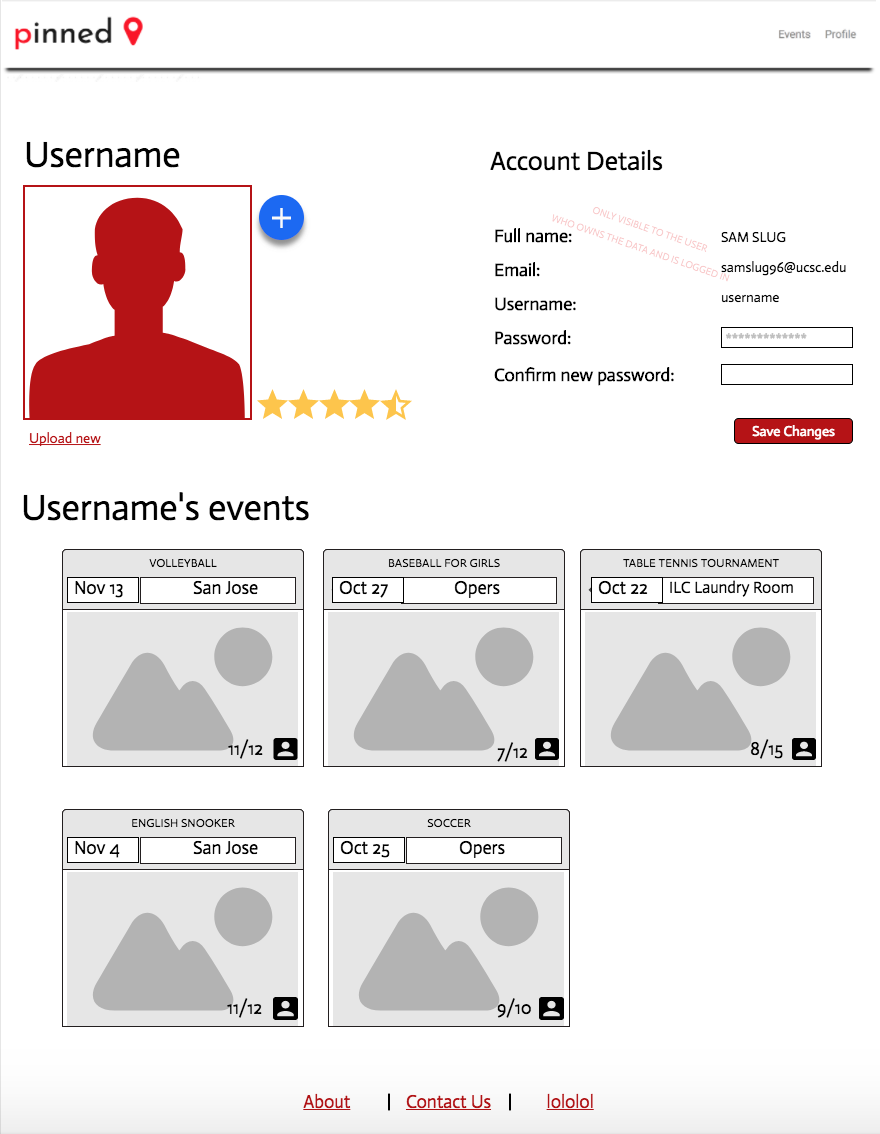 pinned
Events Profile
Username
Account Details
ONLY VISIBLE TO THE USER
WHO OWNS THE DATA AND IS LOGGED IN
Full name: SAM SLUG
Email: samslug96@ucsc.edu
Username: username
Password: *************
Confirm new password:
Upload new
Save Changes
Username's events
VOLLEYBALL
Nov 13 San Jose
11/12
BASEBALL FOR GIRLS
Oct 27 Opers
7/12
TABLE TENNIS TOURNAMENT
Oct 22 ILC Laundry Room
8/15
ENGLISH SNOOKER
Nov 4 San Jose
11/12
SOCCER
Oct 25 Opers
9/10
About | Contact Us | lololol